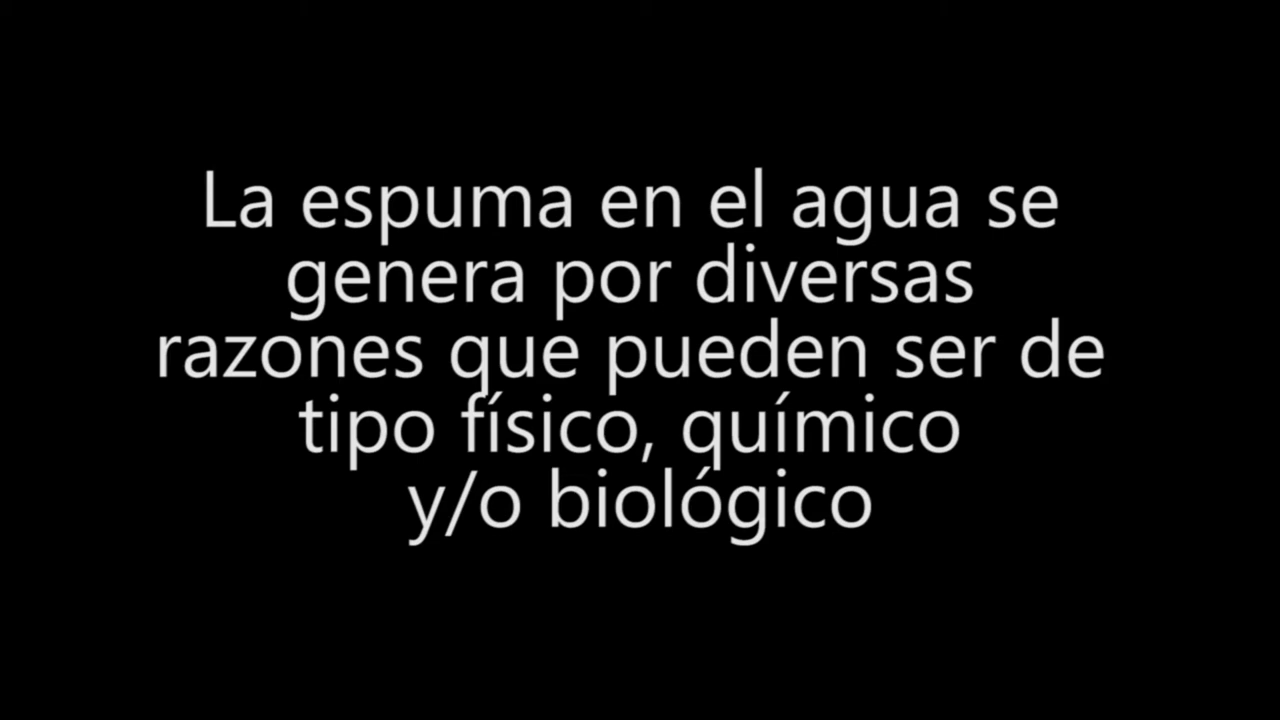 La espuma en el agua se
genera por diversas
razones que pueden ser de
tipo físico, químico
y/o biológico